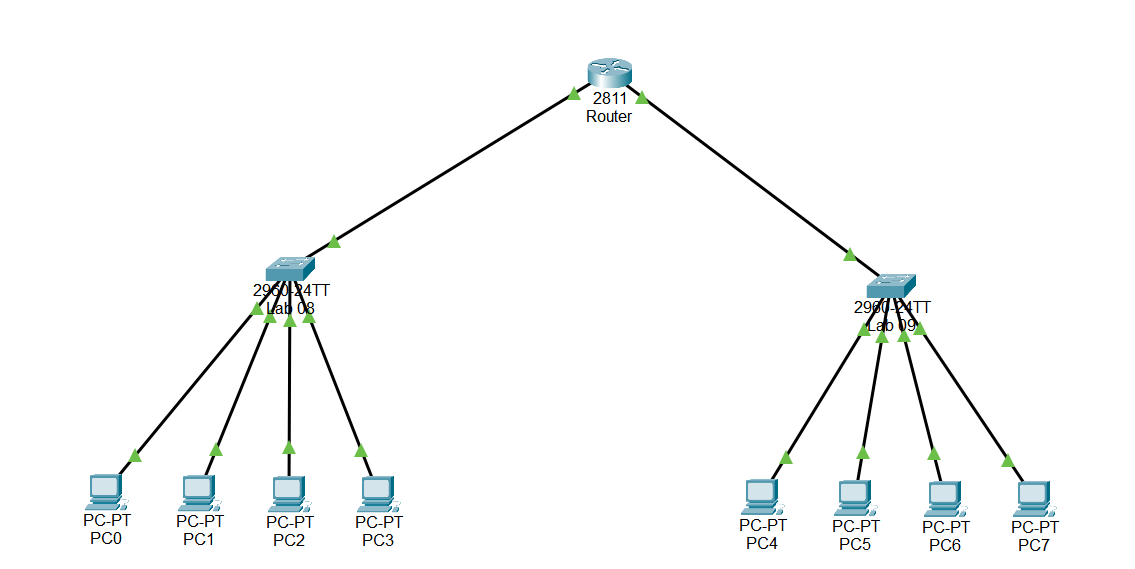 2811
Router
2960-24TT
Lab 08
2960-24TT
Lab 09
PC-PT
PC0
PC-PT
PC1
PC-PT
PC2
PC-PT
PC3
PC-PT
PC4
PC-PT
PC5
PC-PT
PC6
PC-PT
PC7